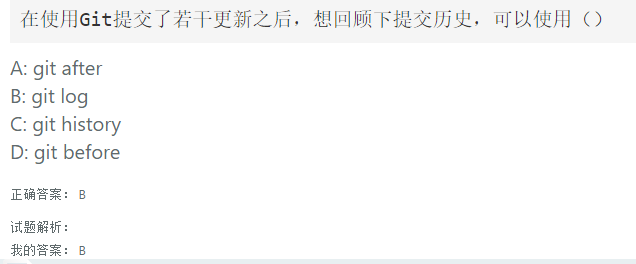 在使用Git提交了若干更新之后，想回顾下提交历史，可以使用（）
A: git after
B: git log
C: git history
D: git before
正确答案： B
试题解析：
我的答案： B